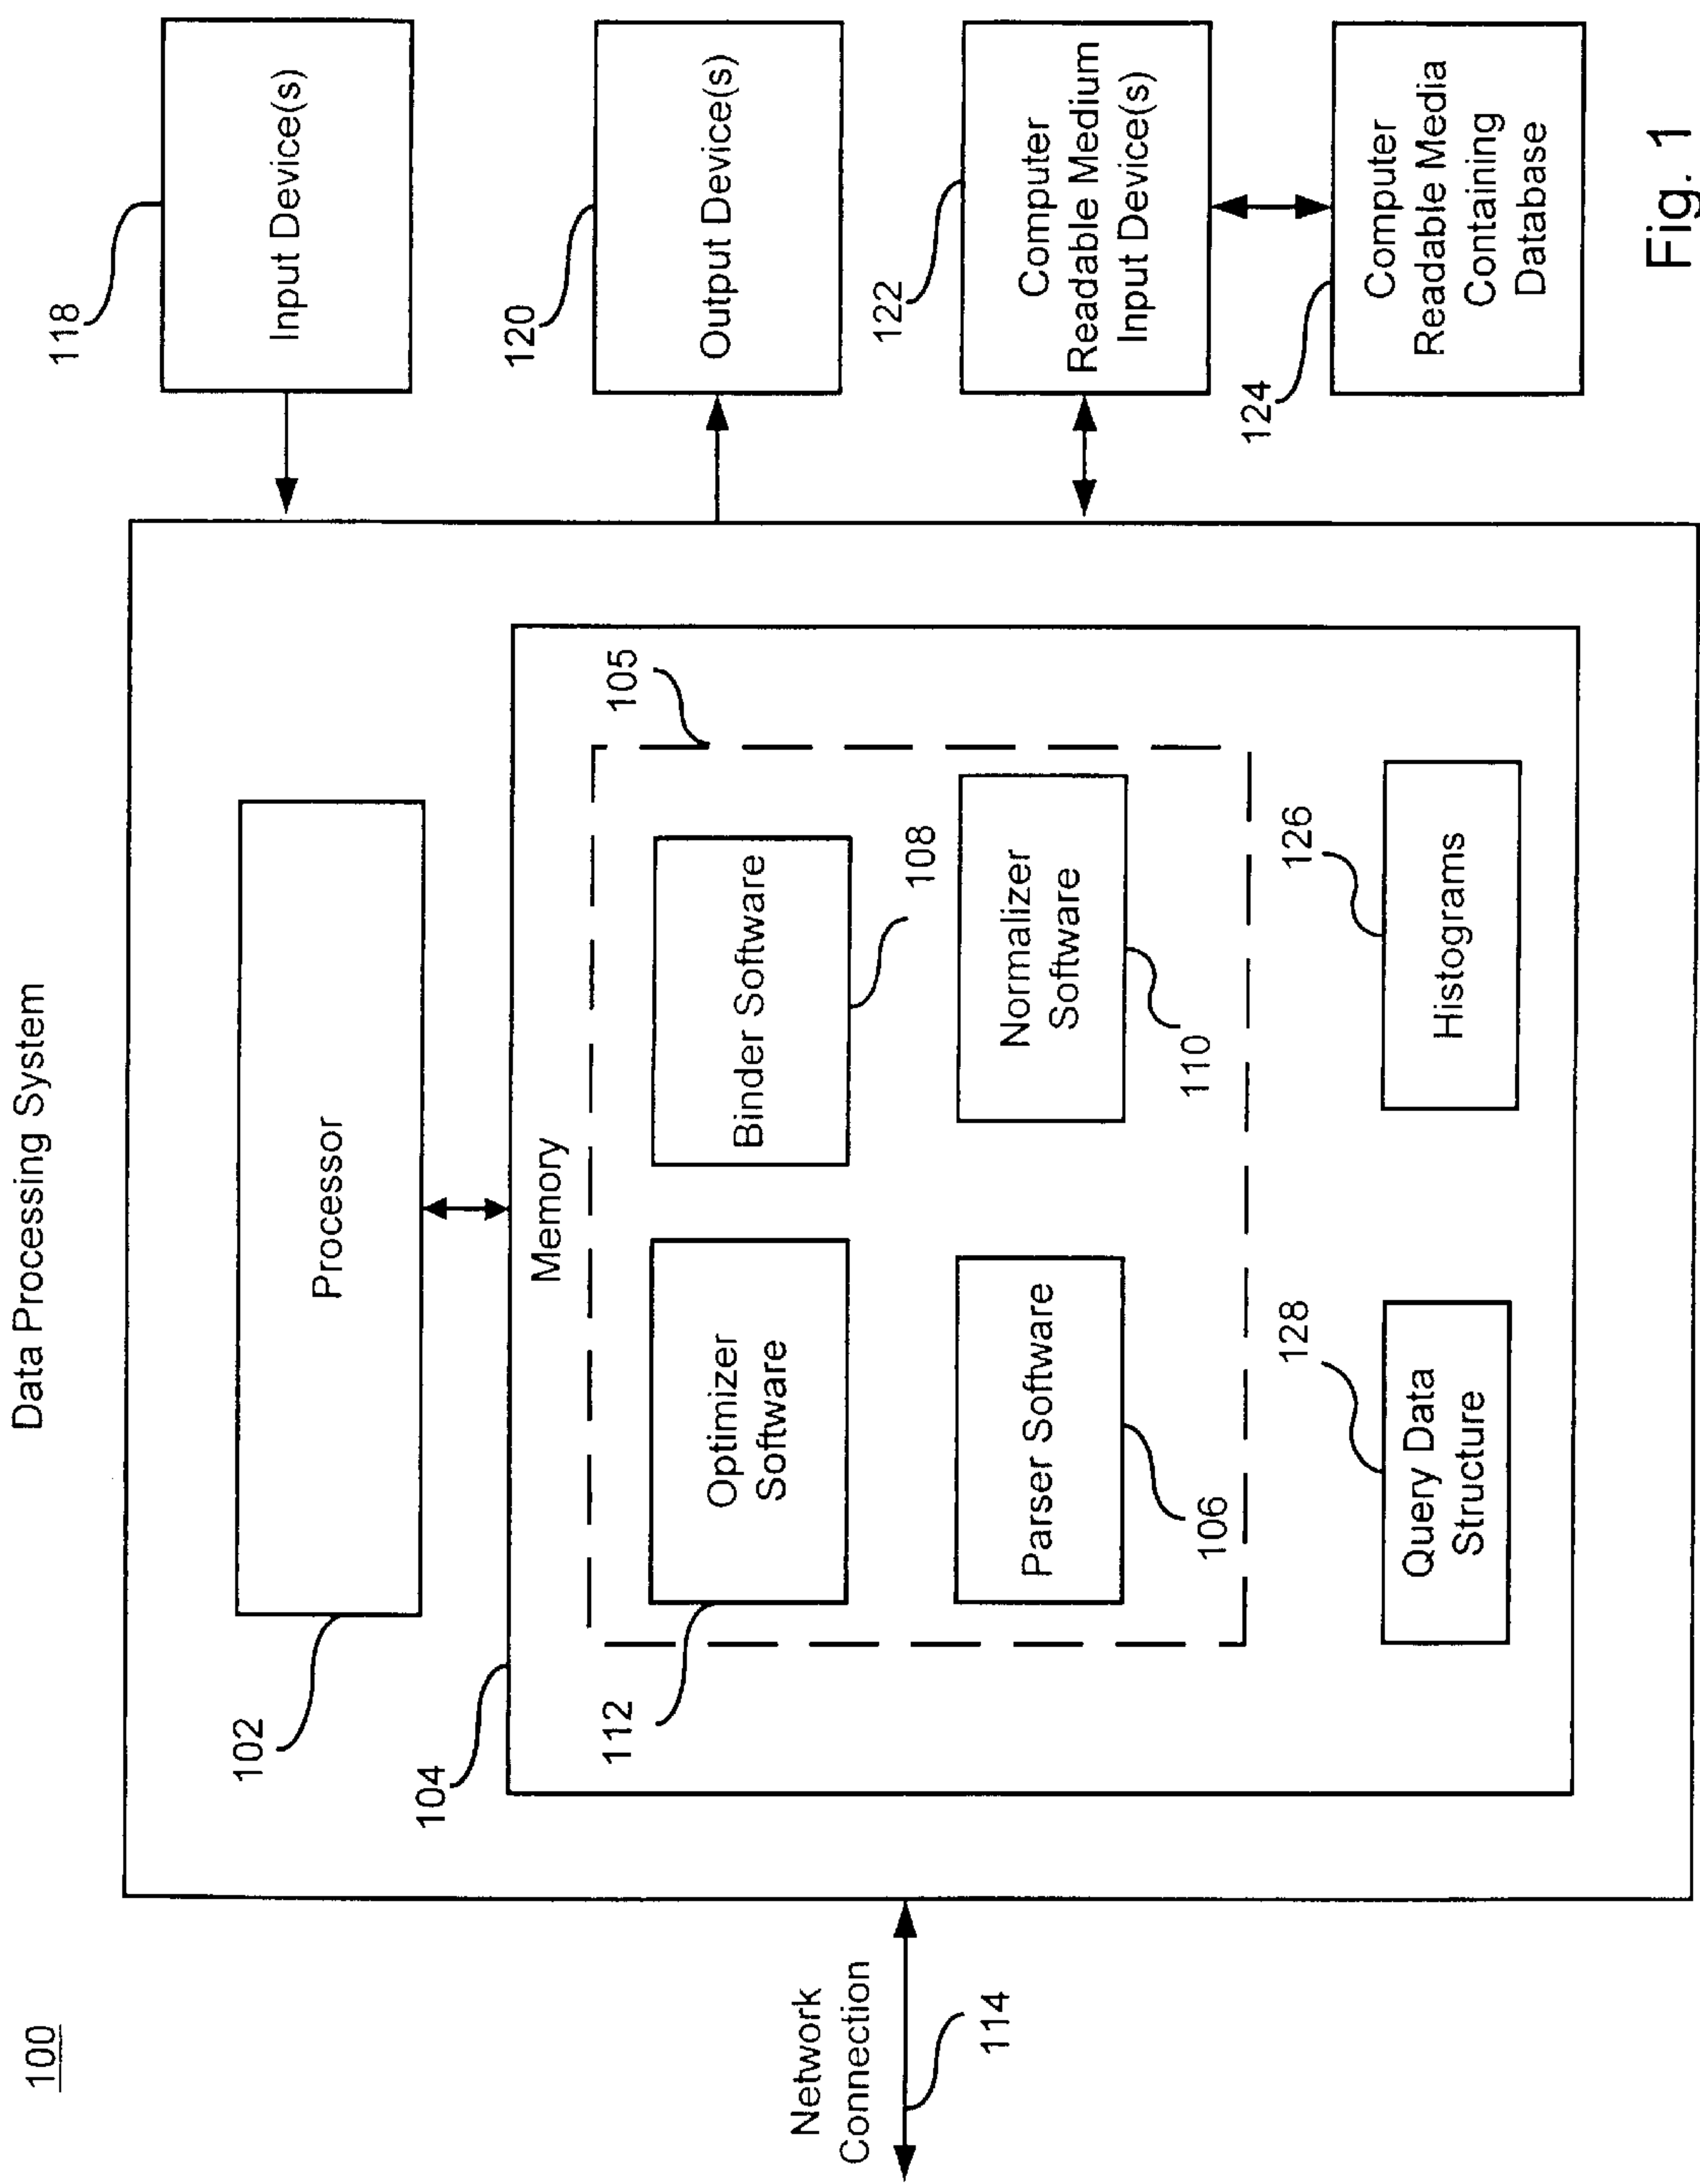 100
Data Processing System
Processor
102
104
Memory
105
Optimizer
Software
112
Binder Software
108
Parser Software
106
Normalizer
Software
110
Query Data
Structure
128
Histograms
126
Network
Connection
114
118
Input Device(s)
120
Output Device(s)
122
Computer
Readable Medium
Input Device(s)
124
Computer
Readable Media
Containing
Database
Fig. 1